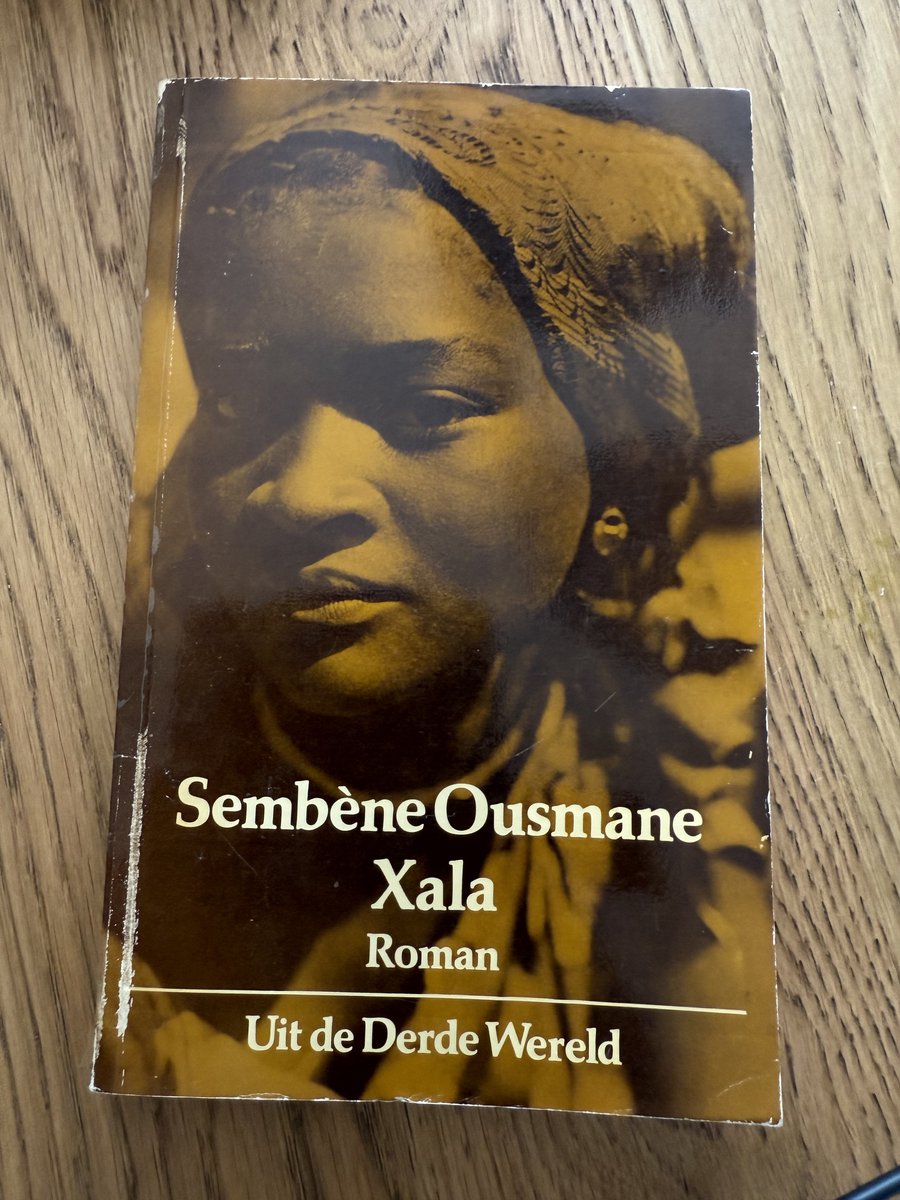 Sembène Ousmane
Xala
Roman
Uit de Derde Wereld